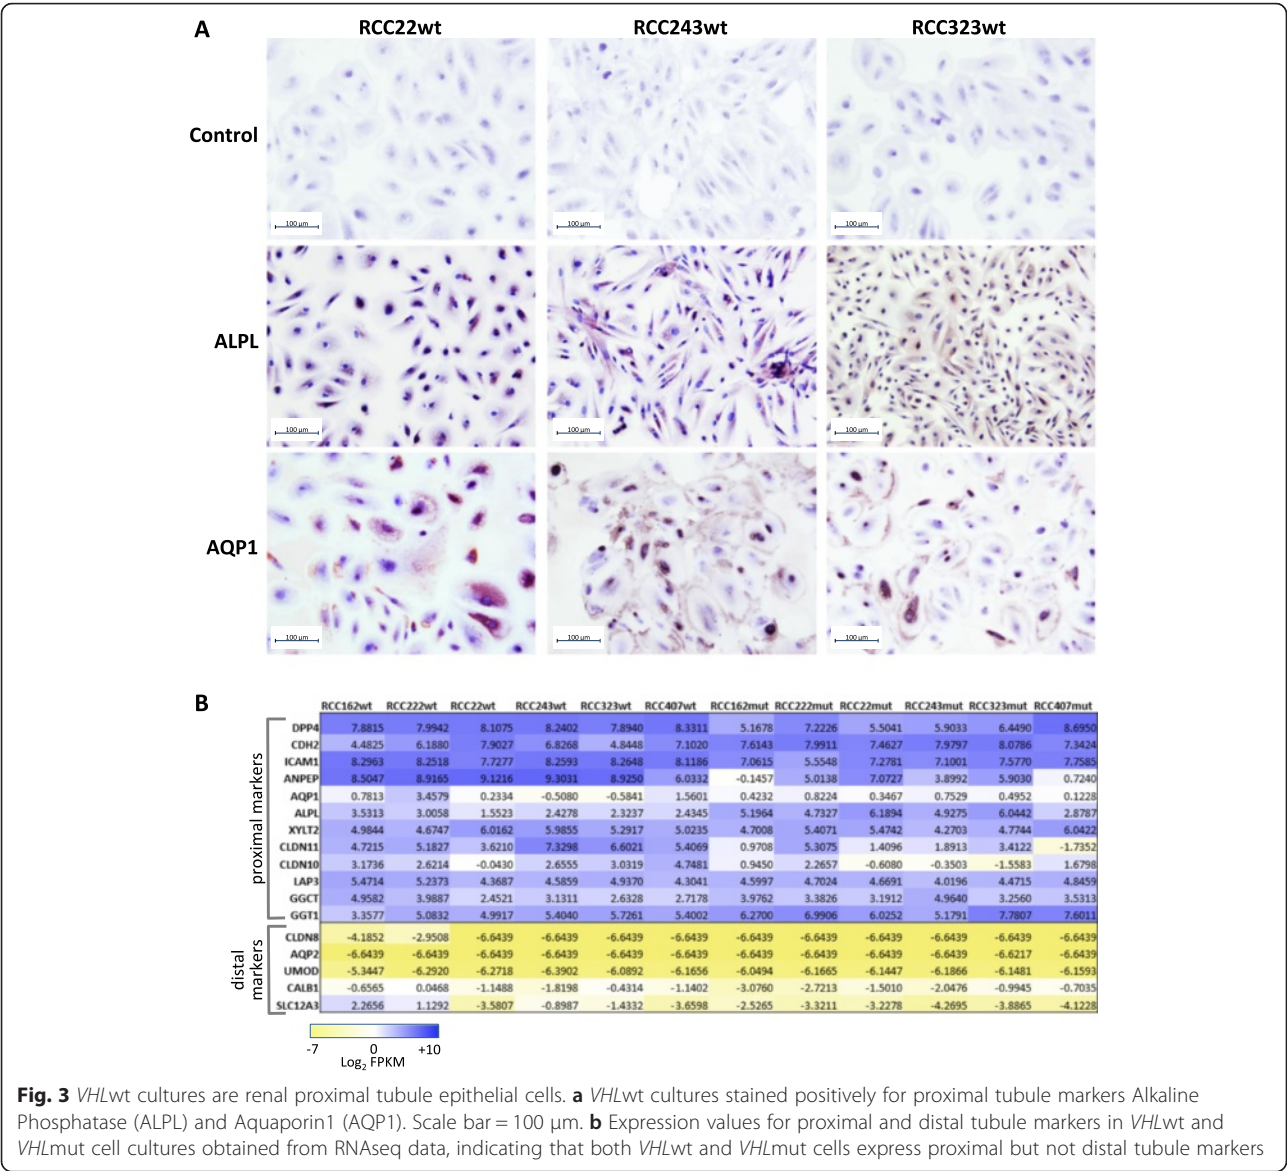 A
RCC22wt RCC243wt RCC323wt
Control
100 µm 100 µm 100 µm
ALPL
100 µm 100 µm 100 µm
AQP1
100 µm 100 µm 100 µm
B
RCC162wt RCC222wt RCC22wt RCC243wt RCC323wt RCC407wt RCC162mut RCC222mut RCC22mut RCC243mut RCC323mut RCC407mut
proximal markers
DPP4 7.8815 7.9942 8.1075 8.2402 7.8940 8.3311 5.1678 7.2226 5.5041 5.9033 6.4490 8.6950
CDH2 4.4825 6.1880 7.9027 6.8268 4.8448 7.1020 7.6143 7.9911 7.4627 7.9797 8.0786 7.3424
ICAM1 8.2963 8.2518 7.7277 8.2593 8.2648 8.1186 7.0615 5.5548 7.2781 7.1001 7.5770 7.7585
ANPEP 8.5047 8.9165 9.1216 9.3031 8.9250 6.0332 -0.1457 5.0138 7.0727 3.8992 5.9030 0.7240
AQP1 0.7813 3.4579 0.2334 -0.5080 -0.5841 1.5601 0.4232 0.8224 0.3467 0.7529 0.4952 0.1228
ALPL 3.5313 3.0058 1.5523 2.4278 2.3237 2.4345 5.1964 4.7327 6.1894 4.9275 6.0442 2.8787
XYLT2 4.9844 4.6747 6.0162 5.9855 5.2917 5.0235 4.7008 5.4071 5.4742 4.2703 4.7744 6.0422
CLDN11 4.7215 5.1827 3.6210 7.3298 6.6021 5.4069 0.9708 5.3075 1.4096 1.8913 3.4122 -1.7352
CLDN10 3.1736 2.6214 -0.0430 2.6555 3.0319 4.7481 0.9450 2.2657 -0.6080 -0.3503 -1.5583 1.6798
LAP3 5.4714 5.2373 4.3687 4.5859 4.9370 4.3041 4.5997 4.7024 4.6691 4.0196 4.4715 4.8459
GGCT 4.9582 3.9887 2.4521 3.1311 2.6328 2.7178 3.9762 3.3826 3.1912 4.9640 3.2560 3.5313
GGT1 3.3577 5.0832 4.9917 5.4040 5.7261 5.4002 6.2700 6.9906 6.0252 5.1791 7.7807 7.6011
distal markers
CLDN8 -4.1852 -2.9508 -6.6439 -6.6439 -6.6439 -6.6439 -6.6439 -6.6439 -6.6439 -6.6439 -6.6439 -6.6439
AQP2 -6.6439 -6.6439 -6.6439 -6.6439 -6.6439 -6.6439 -6.6439 -6.6439 -6.6439 -6.6439 -6.6217 -6.6439
UMOD -5.3447 -6.2920 -6.2718 -6.3902 -6.0892 -6.1656 -6.0494 -6.1665 -6.1447 -6.1866 -6.1481 -6.1593
CALB1 -0.6565 0.0468 -1.1488 -1.8198 -0.4314 -1.1402 -3.0760 -2.7213 -1.5010 -2.0476 -0.9945 -0.7035
SLC12A3 2.2656 1.1292 -3.5807 -0.8987 -1.4332 -3.6598 -2.5265 -3.3211 -3.2278 -4.2695 -3.8865 -4.1228
-7 0 +10
Log2 FPKM
Fig. 3 VHLwt cultures are renal proximal tubule epithelial cells. a VHLwt cultures stained positively for proximal tubule markers Alkaline
Phosphatase (ALPL) and Aquaporin1 (AQP1). Scale bar = 100 µm. b Expression values for proximal and distal tubule markers in VHLwt and
VHLmut cell cultures obtained from RNAseq data, indicating that both VHLwt and VHLmut cells express proximal but not distal tubule markers